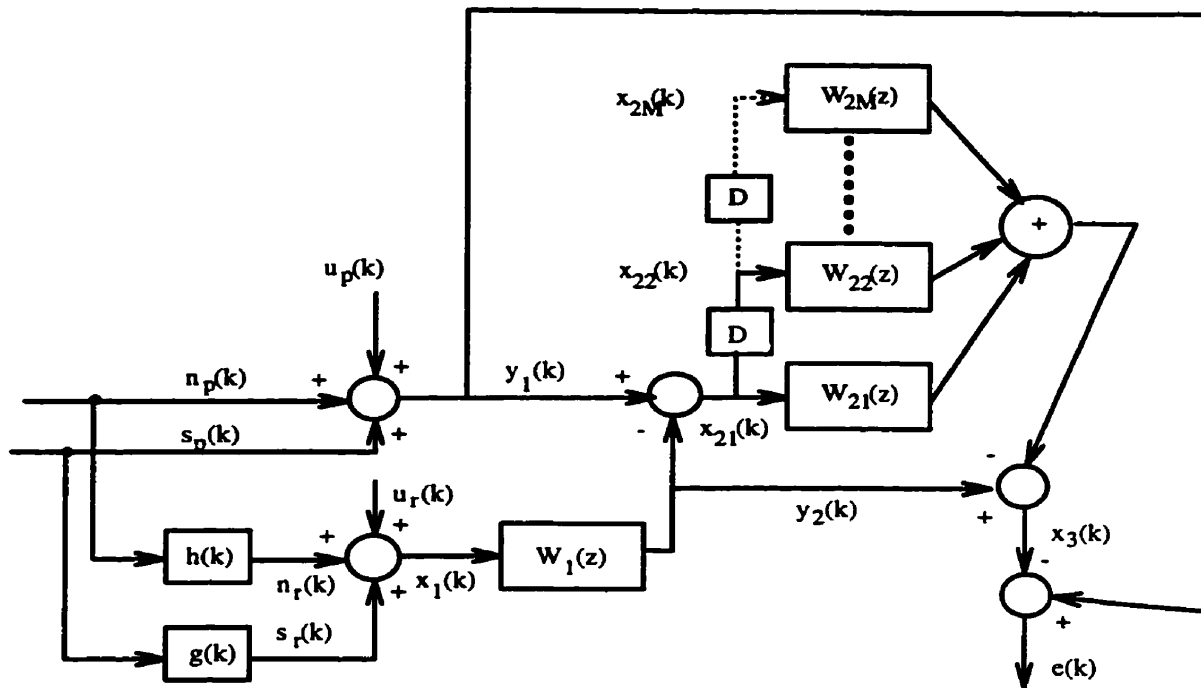 x2M(k)
W2M(z)
D
+
up(k)
x22(k)
W22(z)
D
np(k)
+
+
y1(k)
+
W21(z)
sp(k)
+
-
x21(k)
-
ur(k)
y2(k)
+
+
+
h(k)
nr(k)
x1(k)
W1(z)
x3(k)
-
+
sr(k)
+
g(k)
e(k)